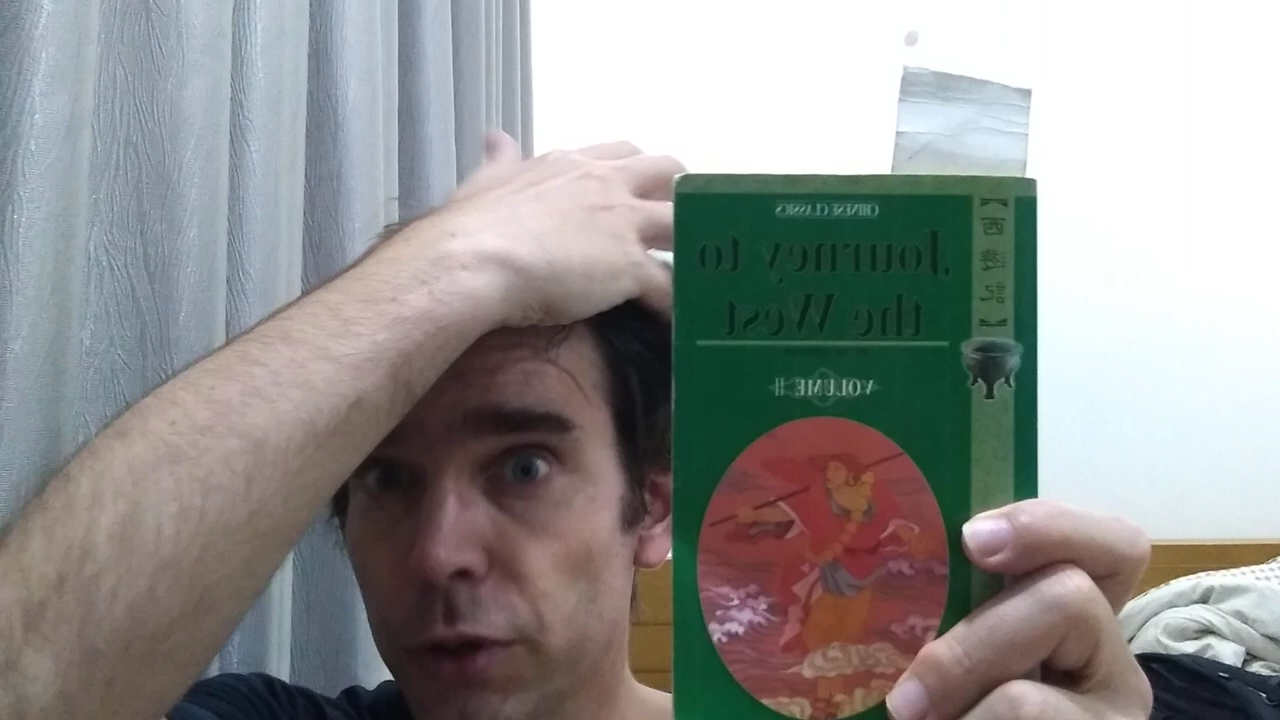 CHINESE CLASSICS
Journey to
the West
VOLUME II
【西遊記】